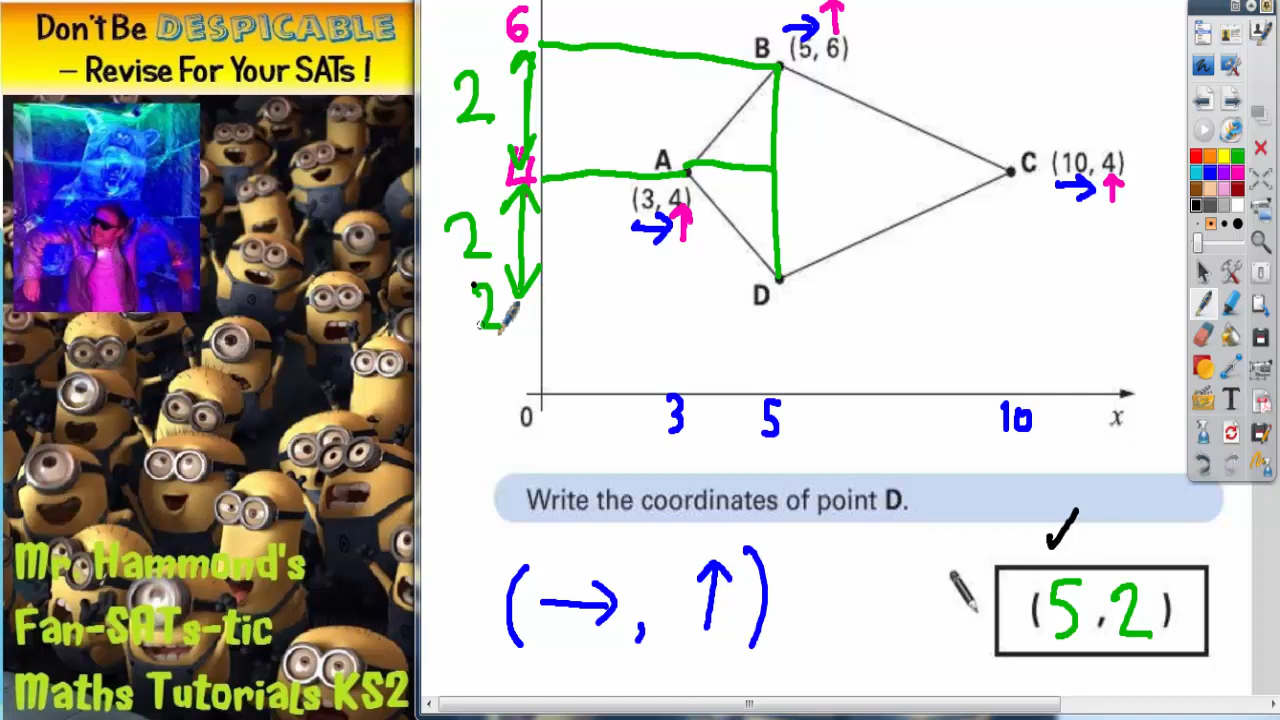 Don't Be DESPICABLE
– Revise For Your SATs !
Mr. Hammond's
Fan-SATs-tic
Maths Tutorials KS2
6
B (5, 6)
2
A
(3, 4)
4
C (10, 4)
2
2
D
0
3
5
10
x
Write the coordinates of point D.
( → , ↑ )
(5,2)